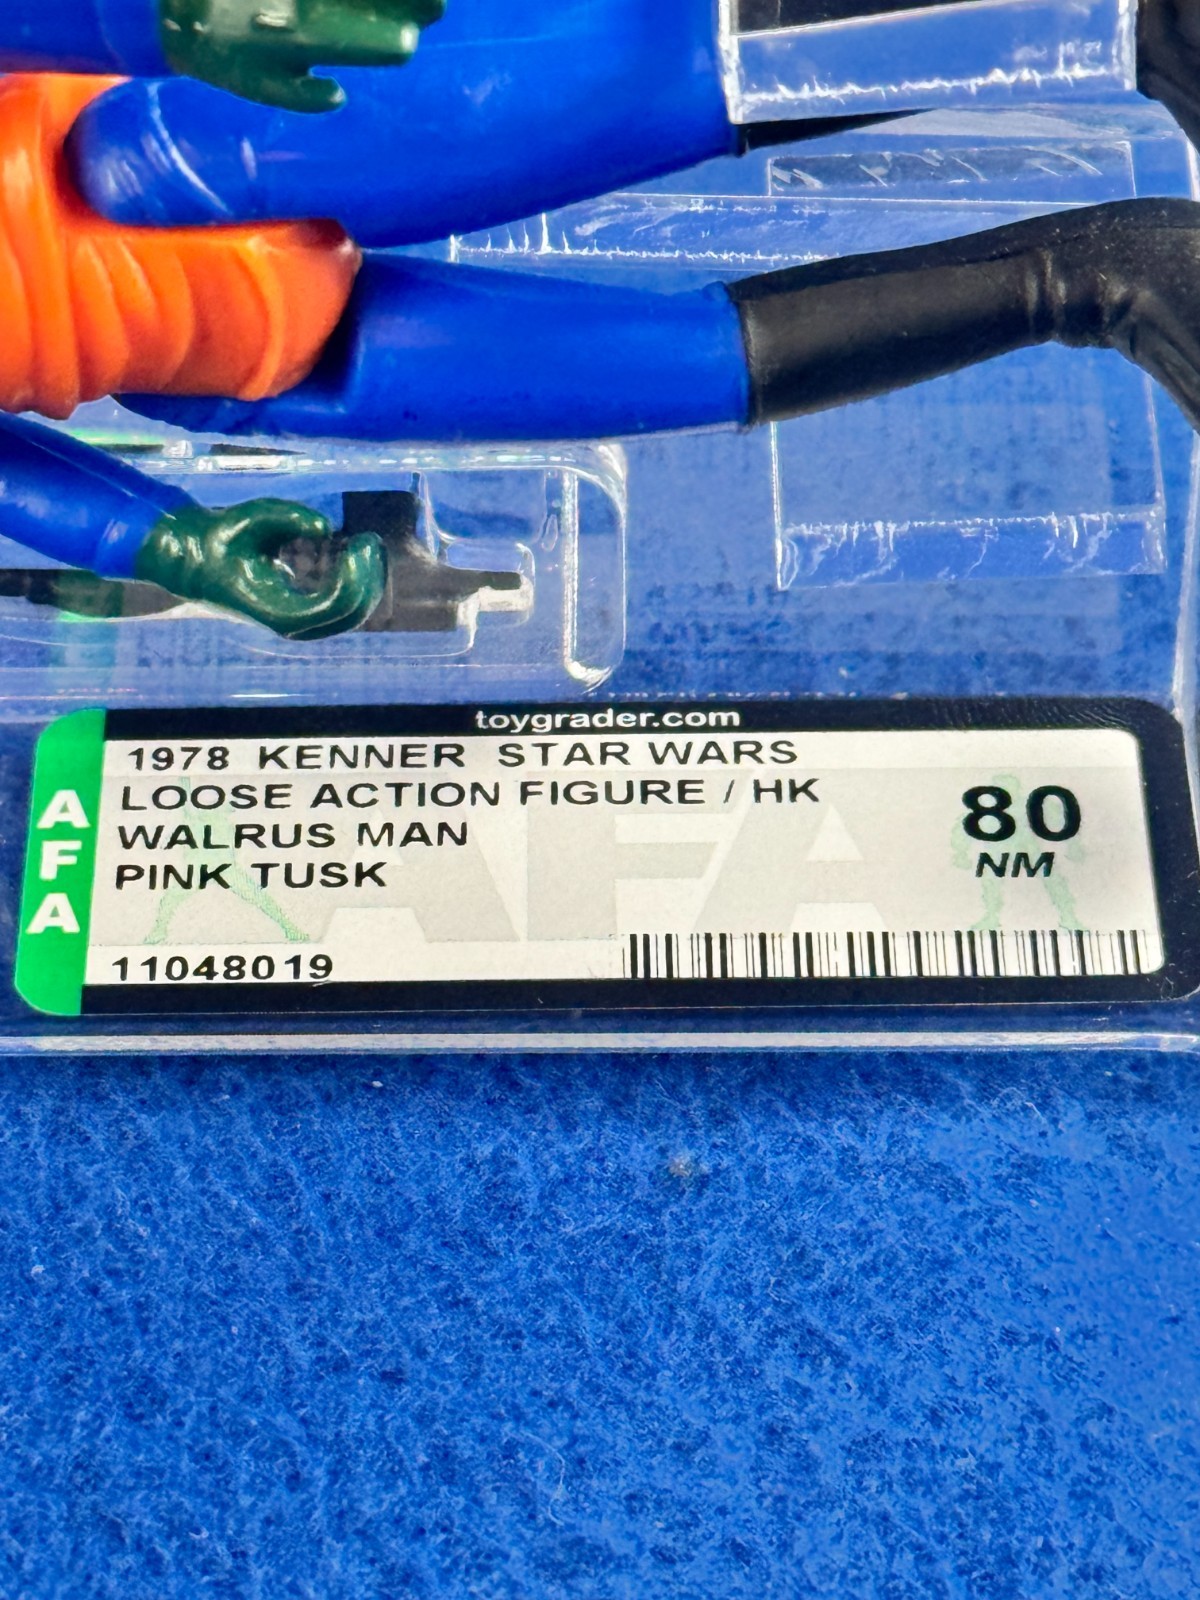 toygrader.com
1978 KENNER STAR WARS
LOOSE ACTION FIGURE / HK
WALRUS MAN
PINK TUSK
80
NM
AFA
11048019